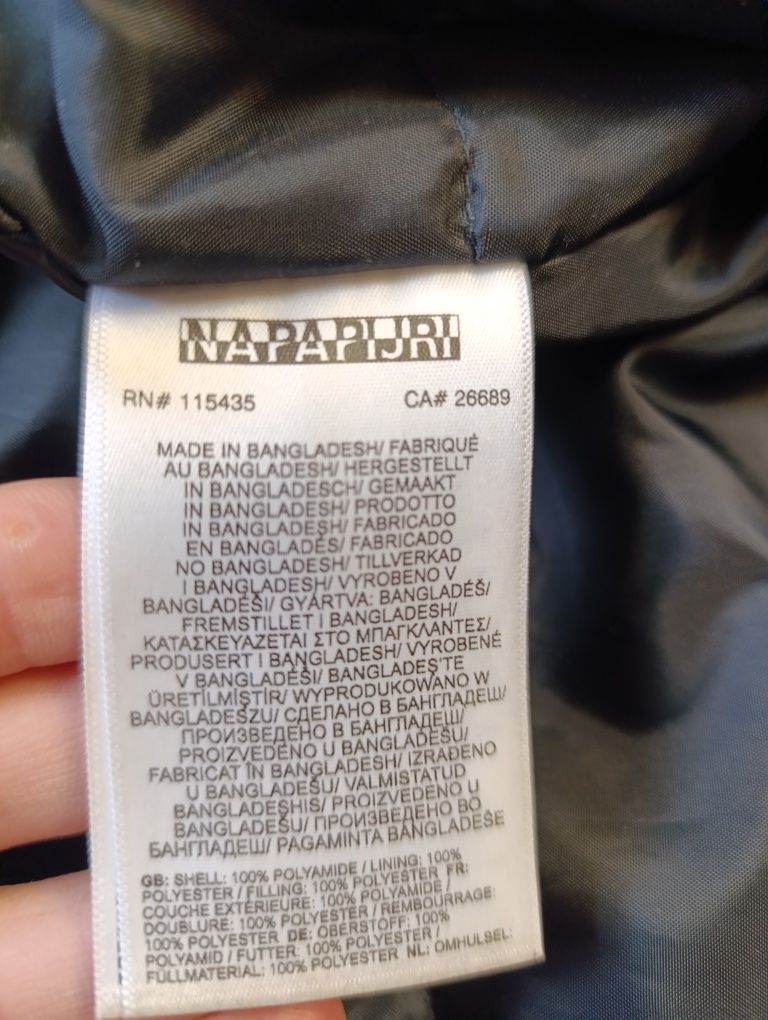 NAPAPIJRI
RN# 115435 CA# 26689
MADE IN BANGLADESH/ FABRIQUÉ
AU BANGLADESH/ HERGESTELLT
IN BANGLADESCH/ GEMAAKT
IN BANGLADESH/ PRODOTTO
IN BANGLADESH/ FABRICADO
EN BANGLADÉS/ FABRICADO
NO BANGLADESH/ TILLVERKAD
I BANGLADESH/ VYROBENO V
BANGLADÉŠI/ GYÁRTVA: BANGLADÉŠ/
FREMSTILLET I BANGLADESH/
ΚΑΤΑΣΚΕΥΑΖΕΤΑΙ ΣΤΟ ΜΠΑΓΚΛΑΝΤΕΣ/
PRODUSERT I BANGLADESH/ VYROBENÉ
V BANGLADÉŠI/ BANGLADEŞ'TE
ÜRETİLMİŞTİR/ WYPRODUKOWANO W
BANGLADESZU/ СДЕЛАНО В БАНГЛАДЕШ/
ПРОИЗВЕДЕНО В БАНГЛАДЕШ/
PROIZVEDENO U BANGLADEŠU/
FABRICAT ÎN BANGLADESH/ IZRAĐENO
U BANGLADEŠU/ VALMISTATUD
BANGLADESHIS/ PROIZVEDENO U
BANGLADEŠU/ ПРОИЗВЕДЕНО ВО
БАНГЛАДЕШ/ PAGAMINTA BANGLADEŠE
GB: SHELL: 100% POLYAMIDE / LINING: 100%
POLYESTER / FILLING: 100% POLYESTER FR:
COUCHE EXTÉRIEURE: 100% POLYAMIDE /
DOUBLURE: 100% POLYESTER / REMBOURRAGE:
100% POLYESTER DE: OBERSTOFF: 100%
POLYAMID / FUTTER: 100% POLYESTER /
FÜLLMATERIAL: 100% POLYESTER NL: OMHULSEL: